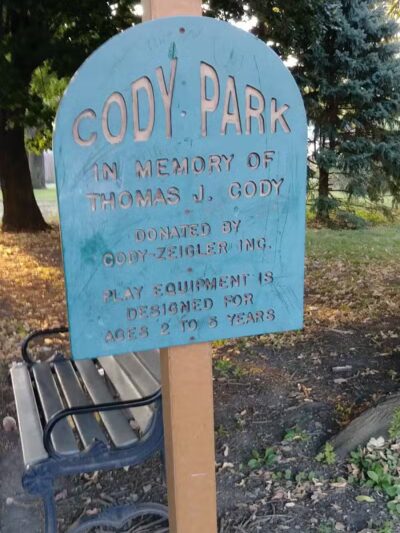 CODY PARK
IN MEMORY OF
THOMAS J. CODY
DONATED BY
CODY-ZEIGLER INC.
PLAY EQUIPMENT IS
DESIGNED FOR
AGES 2 TO 5 YEARS